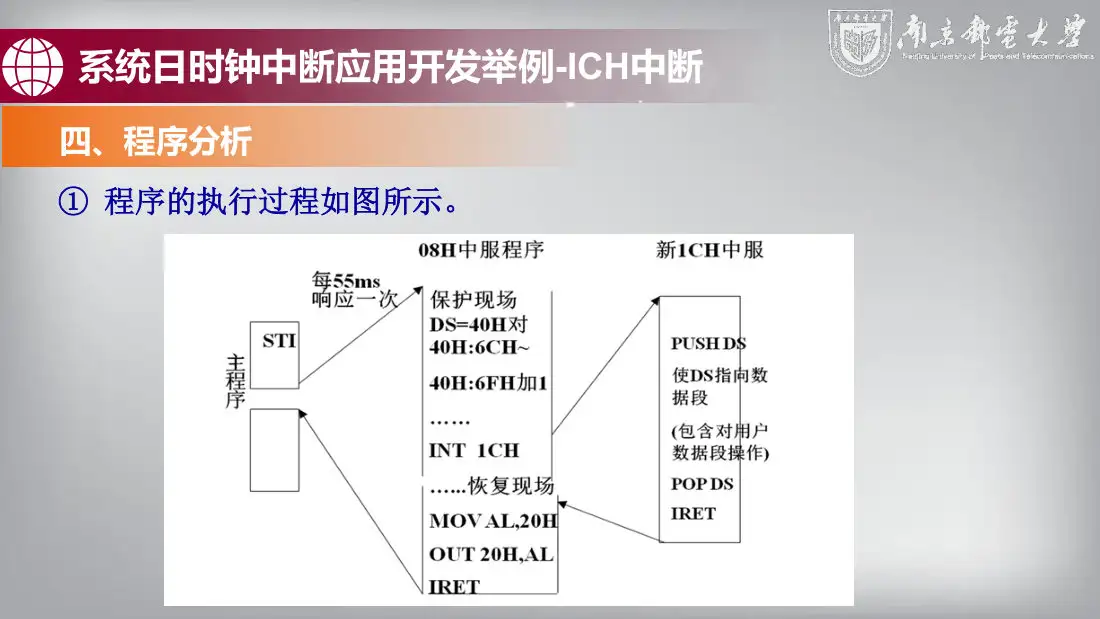 南京邮电大学
Nanjing University of Posts and Telecommunications
系统日时钟中断应用开发举例-ICH中断
四、程序分析
① 程序的执行过程如图所示。
08H中服程序
新1CH中服
每55ms
响应一次
主程序
STI
保护现场
DS=40H对
40H:6CH~
40H:6FH加1
……
INT 1CH
…...恢复现场
MOV AL,20H
OUT 20H,AL
IRET
PUSH DS
使DS指向数
据段
(包含对用户
数据段操作)
POP DS
IRET